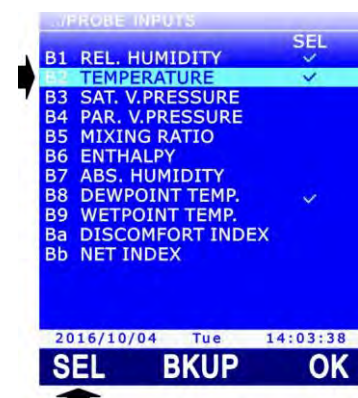 ../PROBE INPUTS
SEL
B1 REL. HUMIDITY ✓
B2 TEMPERATURE ✓
B3 SAT. V.PRESSURE
B4 PAR. V.PRESSURE
B5 MIXING RATIO
B6 ENTHALPY
B7 ABS. HUMIDITY
B8 DEWPOINT TEMP. ✓
B9 WETPOINT TEMP.
Ba DISCOMFORT INDEX
Bb NET INDEX
2016/10/04 Tue 14:03:38
SEL BKUP OK